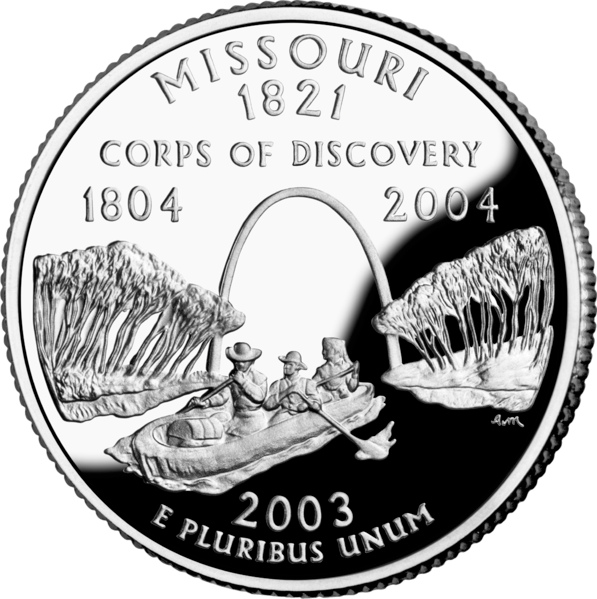 MISSOURI
1821
CORPS OF DISCOVERY
1804 2004
2003
E PLURIBUS UNUM